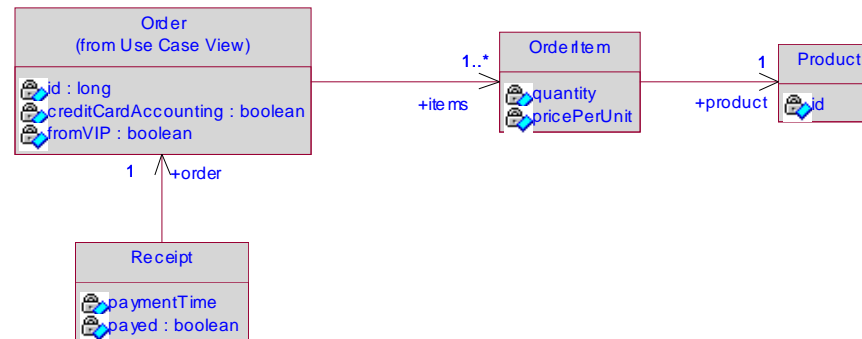 Order
(from Use Case View)
id : long
creditCardAccounting : boolean
fromVIP : boolean
1..*
+items
OrderItem
quantity
pricePerUnit
1
+product
Product
id
1
+order
Receipt
paymentTime
payed : boolean